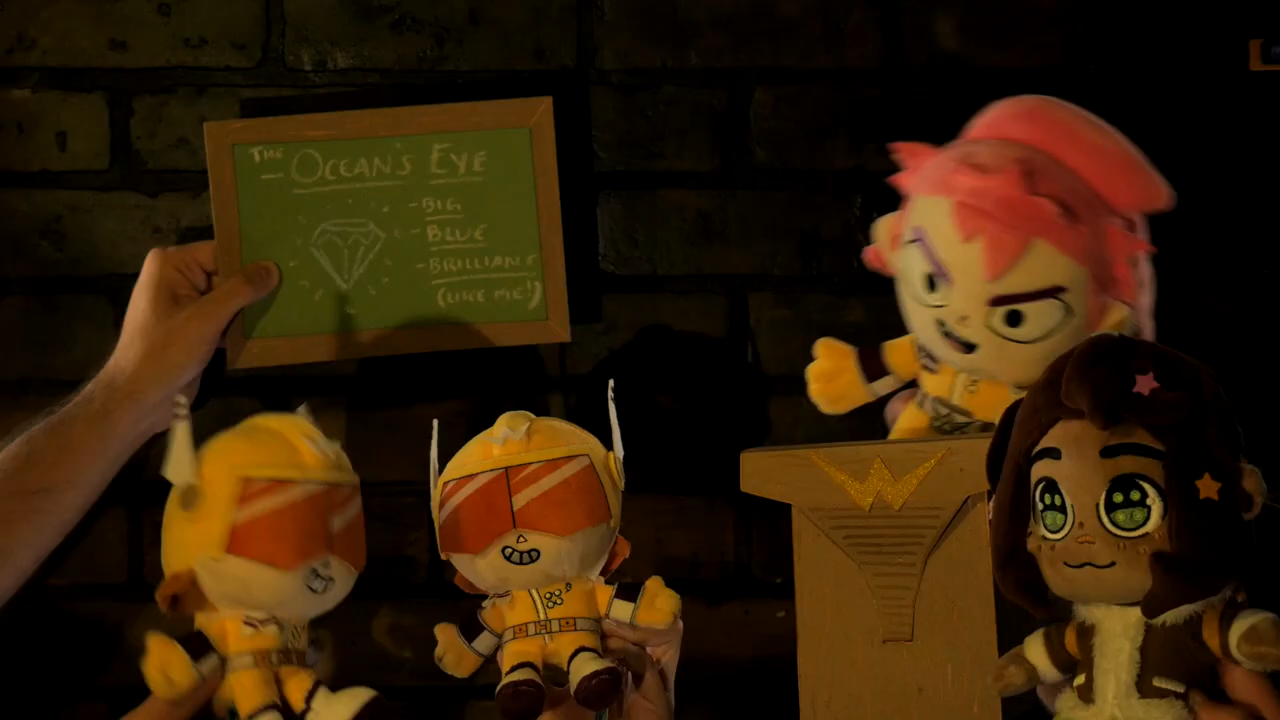 THE OCEAN'S EYE
- BIG
- BLUE
- BRILLIANT
(LIKE ME!)
W